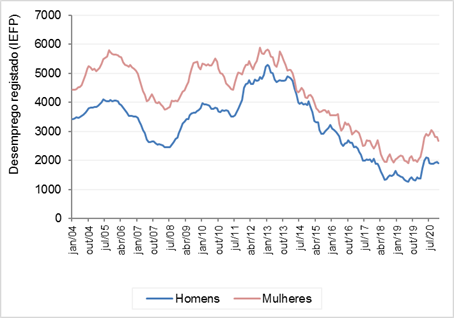 Desemprego registado (IEFP)
7000
6000
5000
4000
3000
2000
1000
0
jan/04
out/04
jul/05
abr/06
jan/07
out/07
jul/08
abr/09
jan/10
out/10
jul/11
abr/12
jan/13
out/13
jul/14
abr/15
jan/16
out/16
jul/17
abr/18
jan/19
out/19
jul/20
Homens
Mulheres